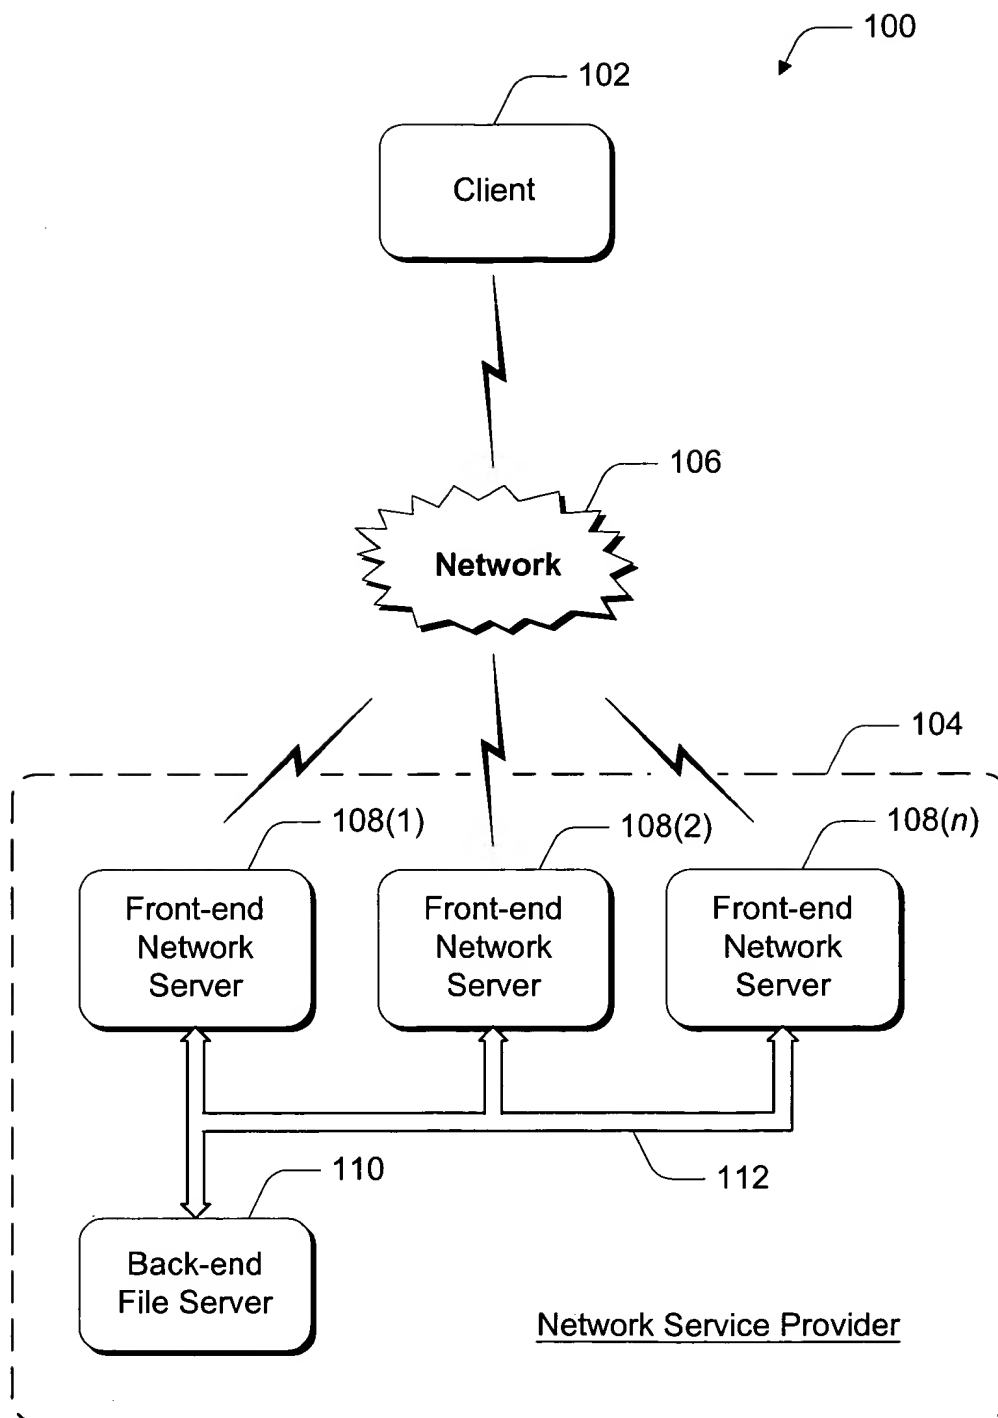 100
102
Client
106
Network
104
108(1)
108(2)
108(n)
Front-end
Network
Server
Front-end
Network
Server
Front-end
Network
Server
110
112
Back-end
File Server
Network Service Provider